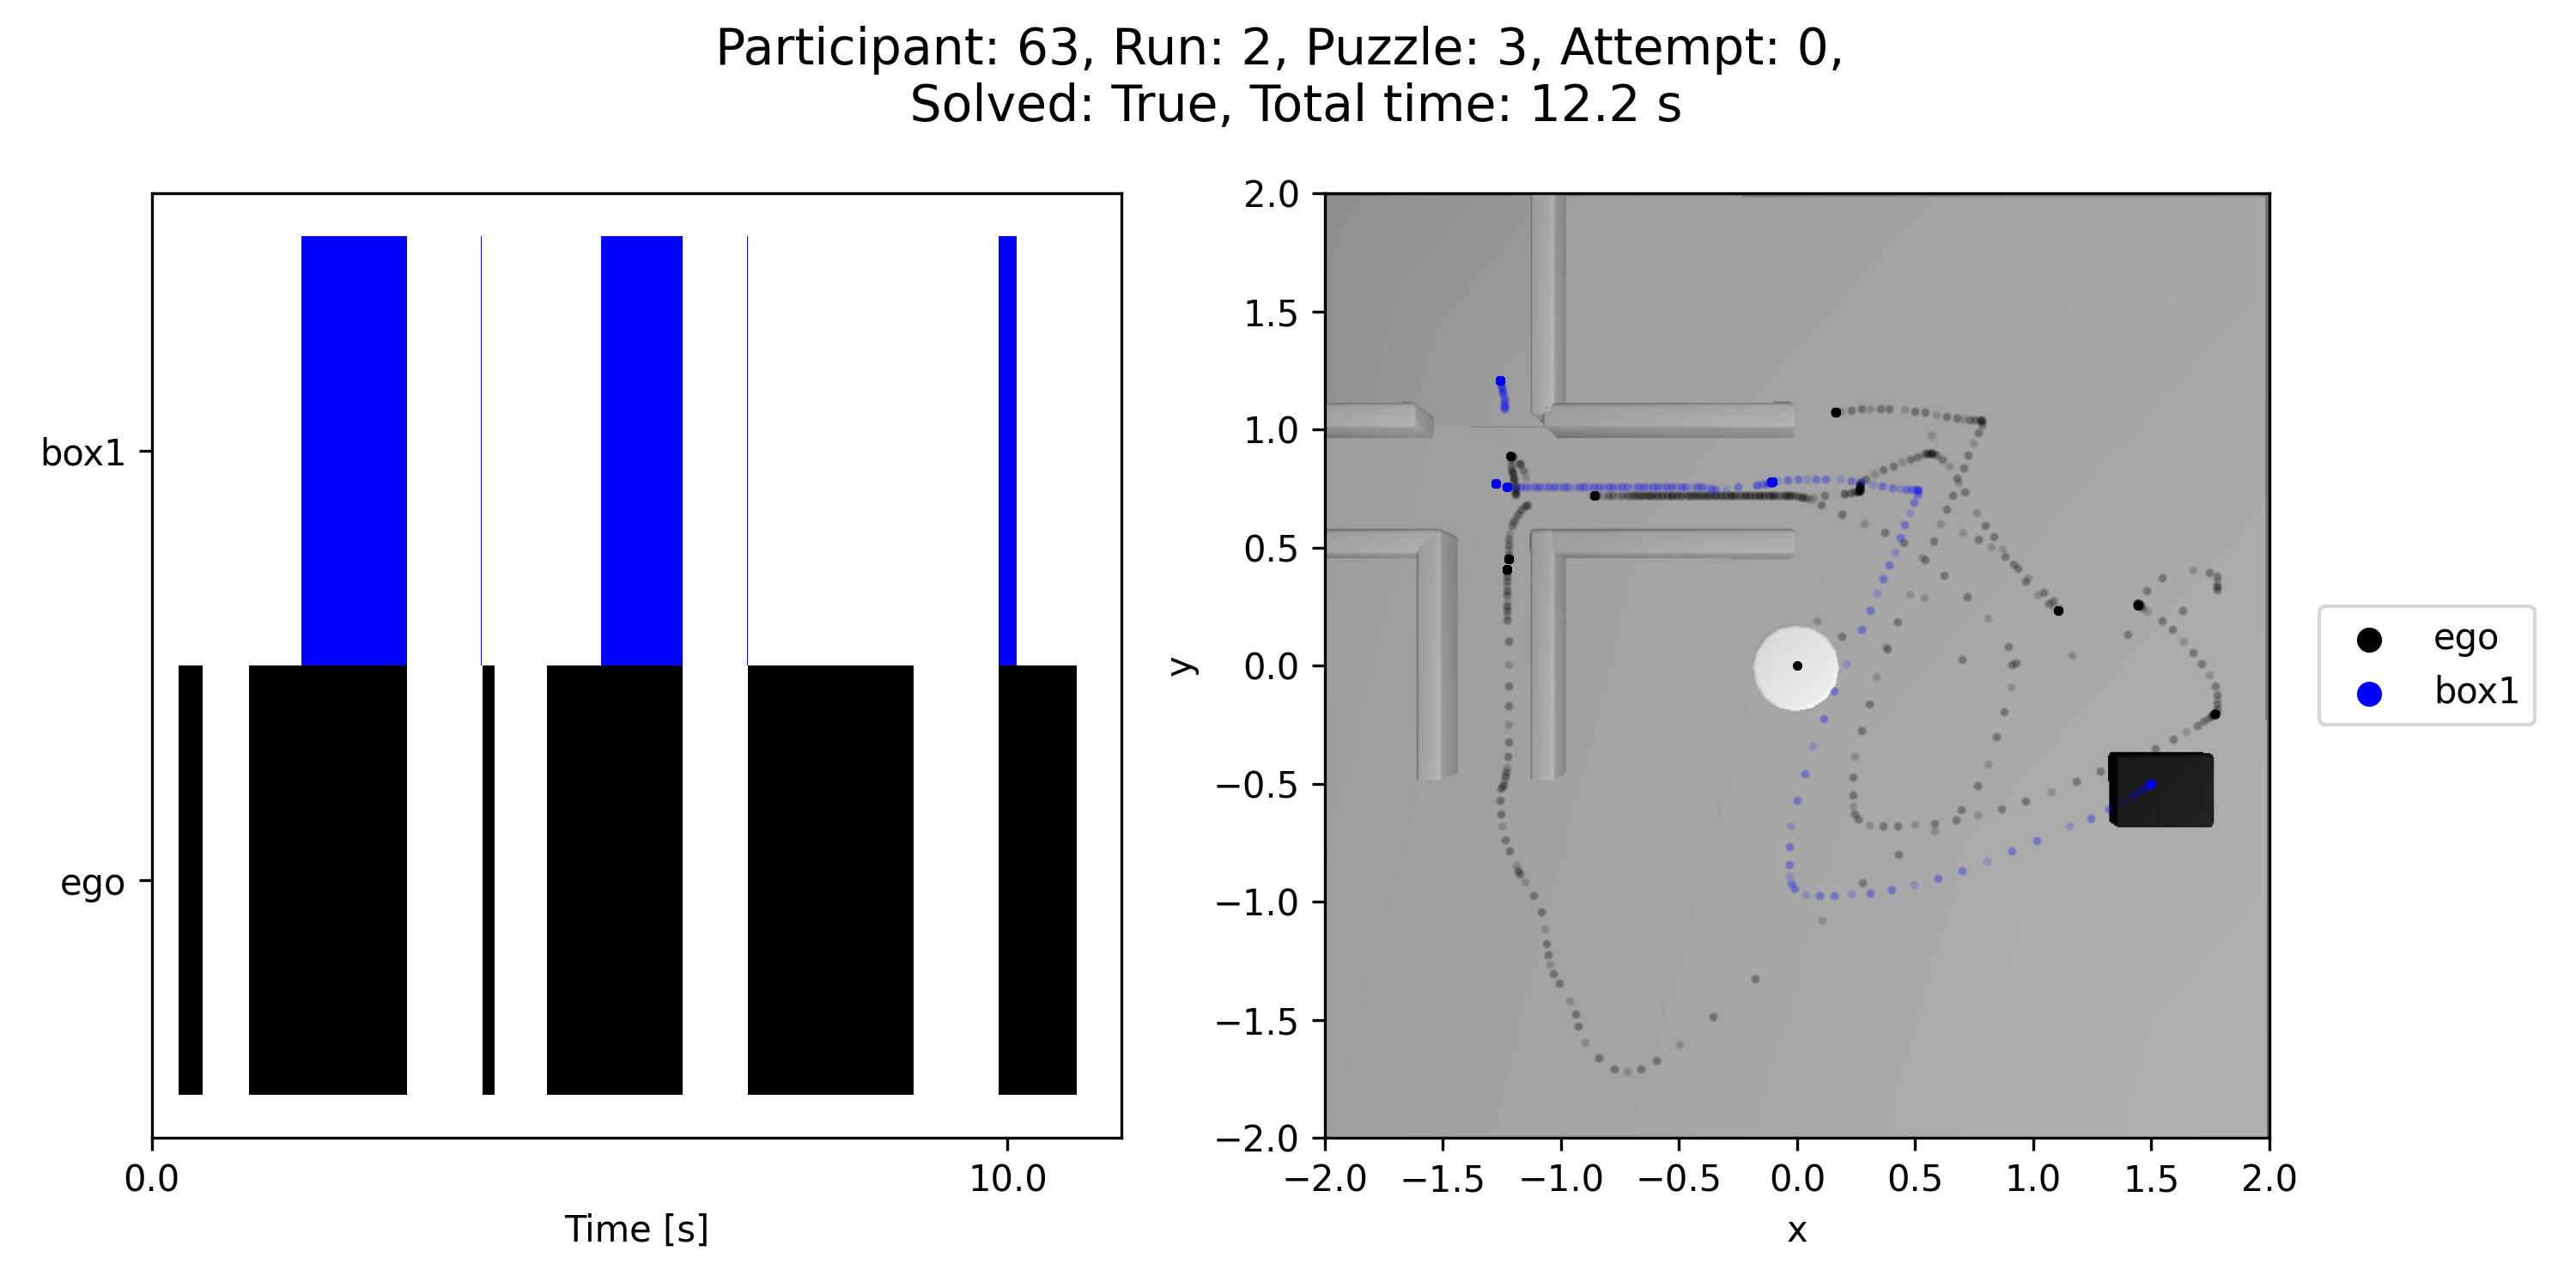 Participant: 63, Run: 2, Puzzle: 3, Attempt: 0,
Solved: True, Total time: 12.2 s
box1
ego
0.0
10.0
Time [s]
2.0
1.5
1.0
0.5
0.0
−0.5
−1.0
−1.5
−2.0
y
−2.0
−1.5
−1.0
−0.5
0.0
0.5
1.0
1.5
2.0
x
ego
box1